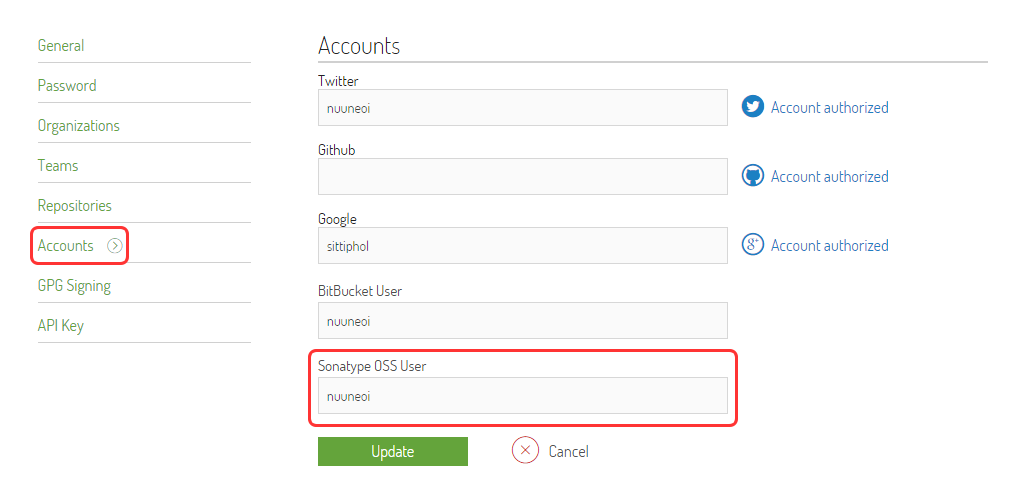 General
Password
Organizations
Teams
Repositories
Accounts
GPG Signing
API Key
Accounts
Twitter
nuuneoi
Account authorized
Github
Account authorized
Google
sittiphol
Account authorized
BitBucket User
nuuneoi
Sonatype OSS User
nuuneoi
Update
Cancel